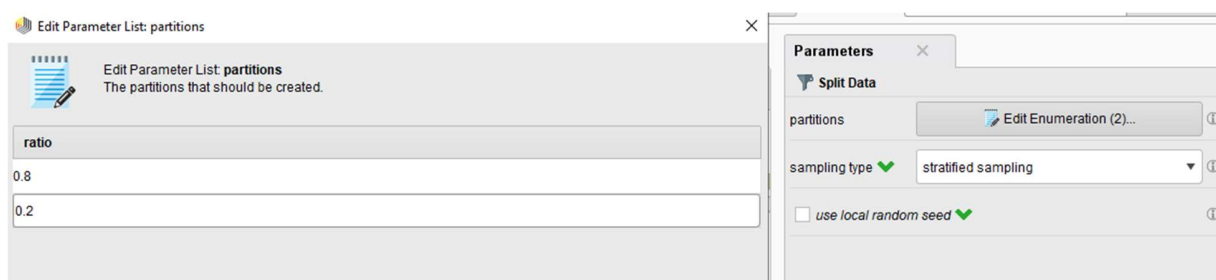 Edit Parameter List: partitions
Edit Parameter List: partitions
The partitions that should be created.
ratio
0.8
0.2
Parameters
Split Data
partitions
Edit Enumeration (2)...
sampling type
stratified sampling
use local random seed